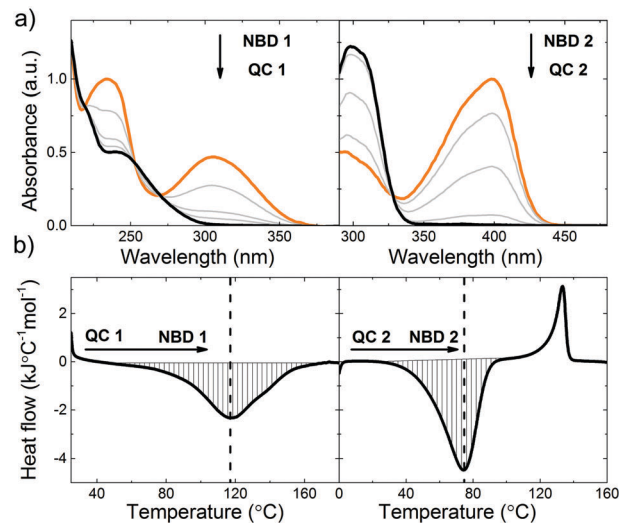 a)
NBD 1
QC 1
NBD 2
QC 2
Absorbance (a.u.)
1.0
0.5
0.0
250 300 350 300 350 400 450
Wavelength (nm) Wavelength (nm)
b)
QC 1 NBD 1
QC 2 NBD 2
Heat flow (kJ°C⁻¹mol⁻¹)
2
0
-2
-4
40 80 120 160 0 40 80 120 160
Temperature (°C) Temperature (°C)